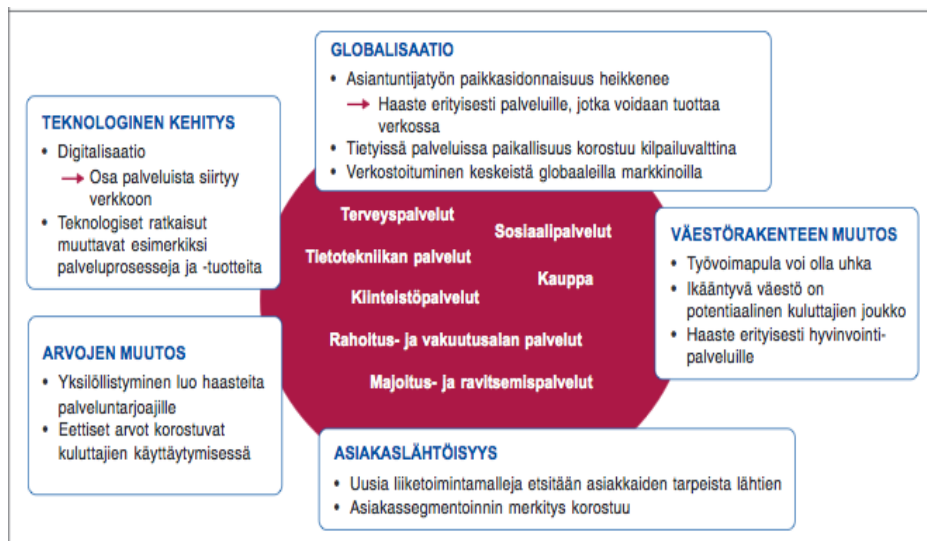 GLOBALISAATIO
• Asiantuntijatyön paikkasidonnaisuus heikkenee
→ Haaste erityisesti palveluille, jotka voidaan tuottaa
verkossa
• Tietyissä palveluissa paikallisuus korostuu kilpailuvalttina
• Verkostoituminen keskeistä globaaleilla markkinoilla
TEKNOLOGINEN KEHITYS
• Digitalisaatio
→ Osa palveluista siirtyy
verkkoon
• Teknologiset ratkaisut
muuttavat esimerkiksi
palveluprosesseja ja -tuotteita
Terveyspalvelut
Sosiaalipalvelut
Tietotekniikan palvelut
Kauppa
Kiinteistöpalvelut
Rahoitus- ja vakuutusalan palvelut
Majoitus- ja ravitsemispalvelut
VÄESTÖRAKENTEEN MUUTOS
• Työvoimapula voi olla uhka
• Ikääntyvä väestö on
potentiaalinen kuluttajien joukko
• Haaste erityisesti hyvinvointi-
palveluille
ARVOJEN MUUTOS
• Yksilöllistyminen luo haasteita
palveluntarjoajille
• Eettiset arvot korostuvat
kuluttajien käyttäytymisessä
ASIAKASLÄHTÖISYYS
• Uusia liiketoimintamalleja etsitään asiakkaiden tarpeista lähtien
• Asiakassegmentoinnin merkitys korostuu